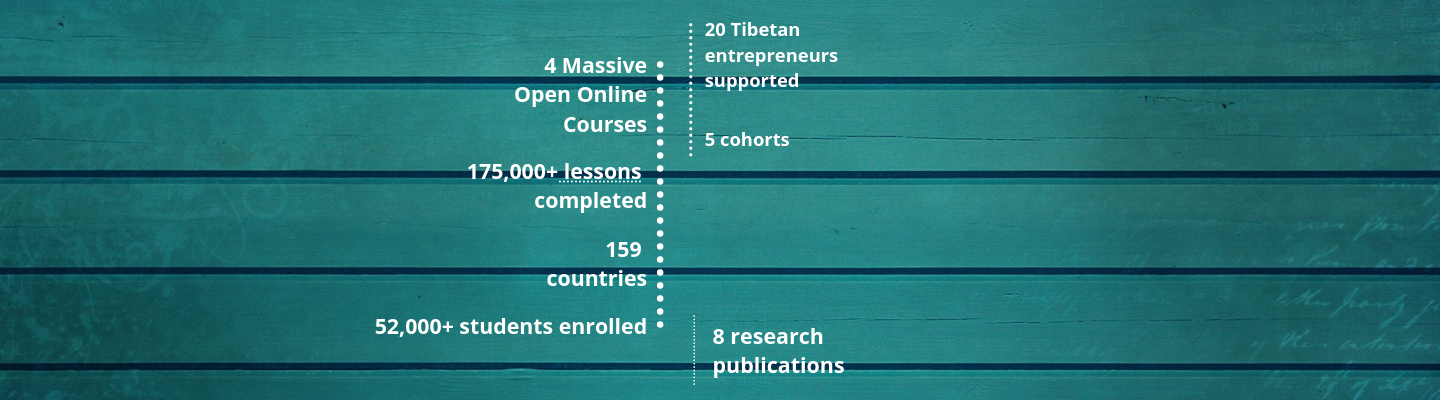 4 Massive
Open Online
Courses
175,000+ lessons
completed
159
countries
52,000+ students enrolled
20 Tibetan
entrepreneurs
supported
5 cohorts
8 research
publications